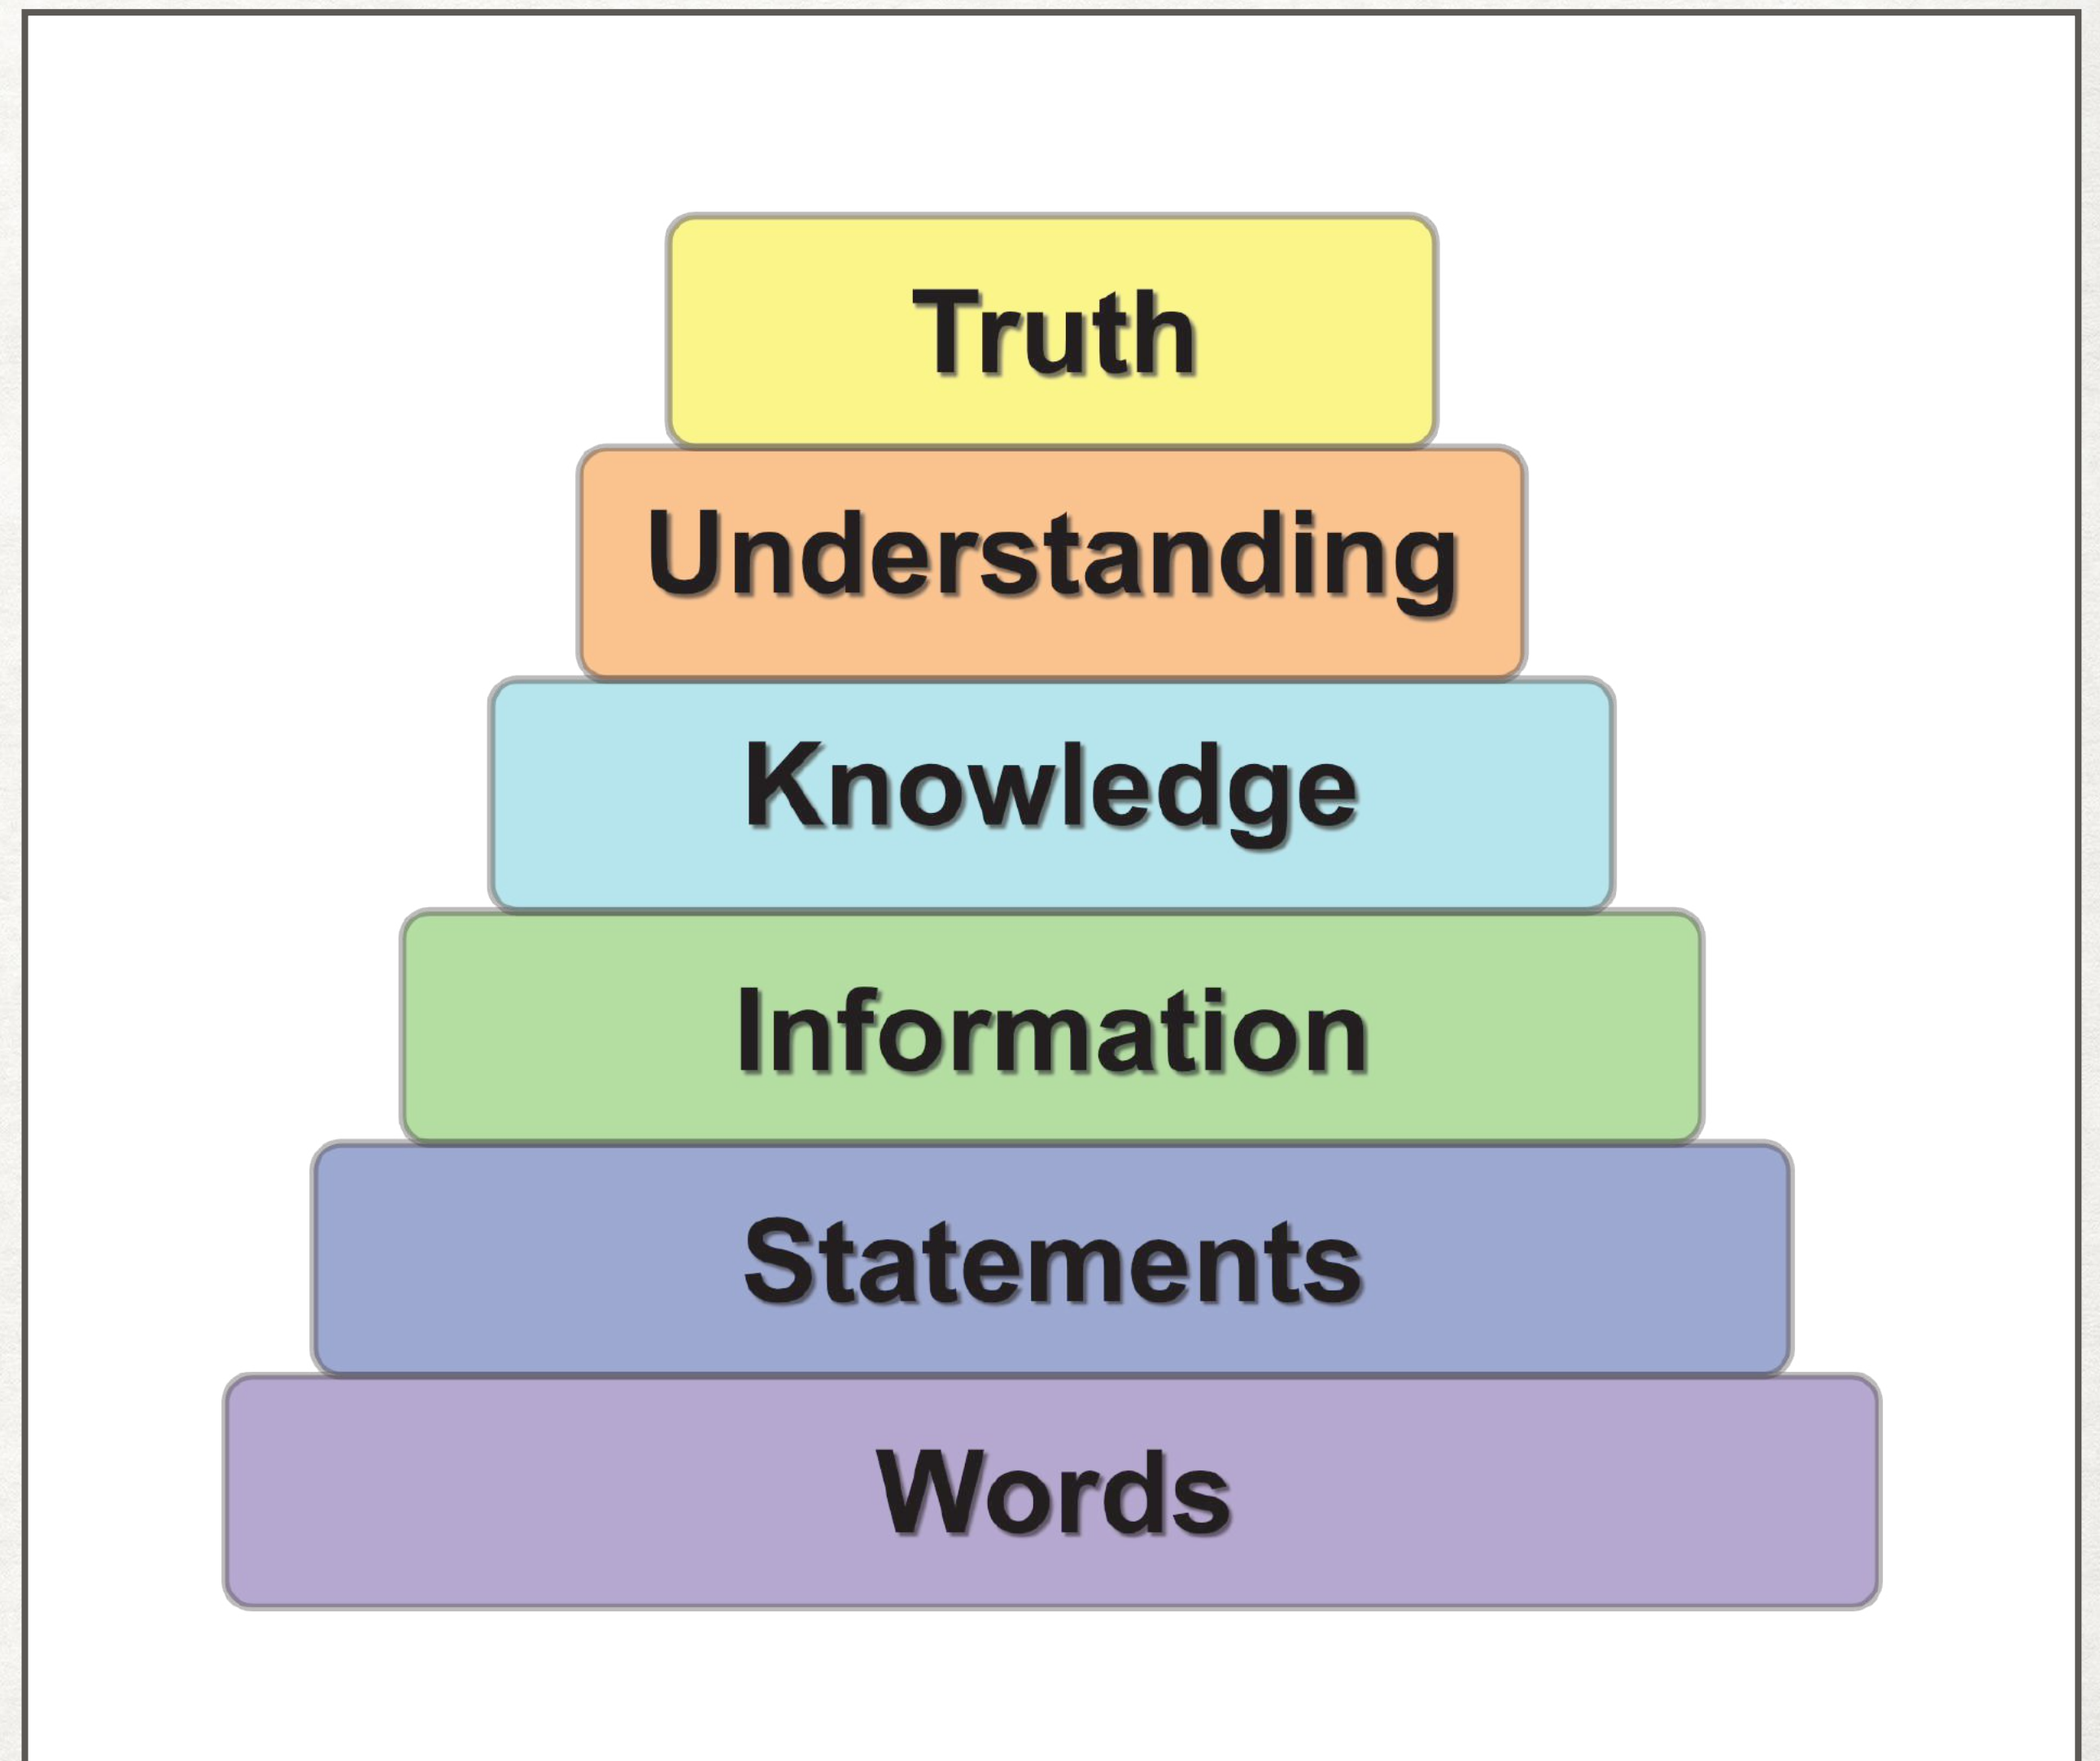 Truth
Understanding
Knowledge
Information
Statements
Words